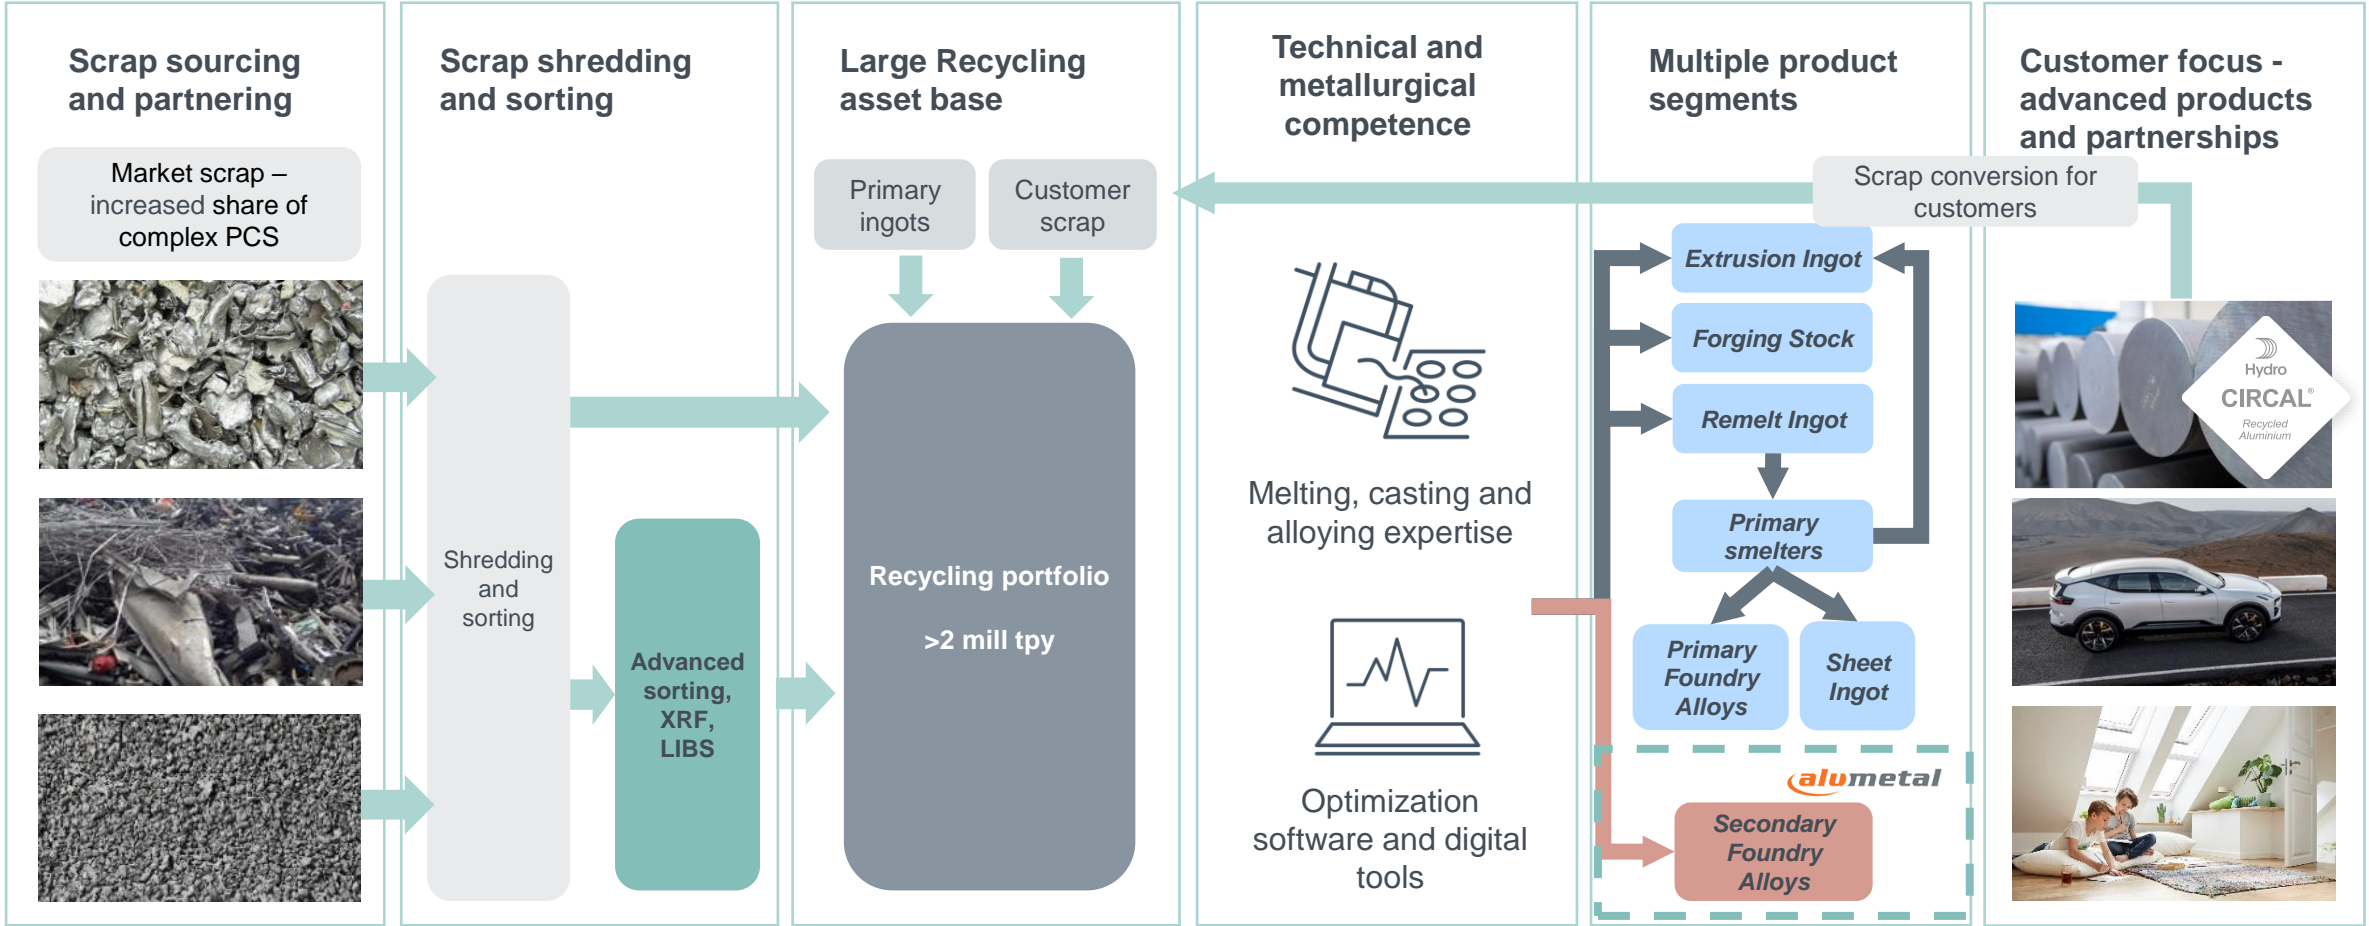 Scrap sourcing
and partnering
Market scrap –
increased share of
complex PCS
Scrap shredding
and sorting
Shredding
and
sorting
Advanced
sorting,
XRF,
LIBS
Large Recycling
asset base
Primary
ingots
Customer
scrap
Recycling portfolio
>2 mill tpy
Technical and
metallurgical
competence
Melting, casting and
alloying expertise
Optimization
software and digital
tools
Multiple product
segments
Extrusion Ingot
Forging Stock
Remelt Ingot
Primary
smelters
Primary
Foundry
Alloys
Sheet
Ingot
alumetal
Secondary
Foundry
Alloys
Customer focus -
advanced products
and partnerships
Scrap conversion for
customers
Hydro
CIRCAL®
Recycled
Aluminium